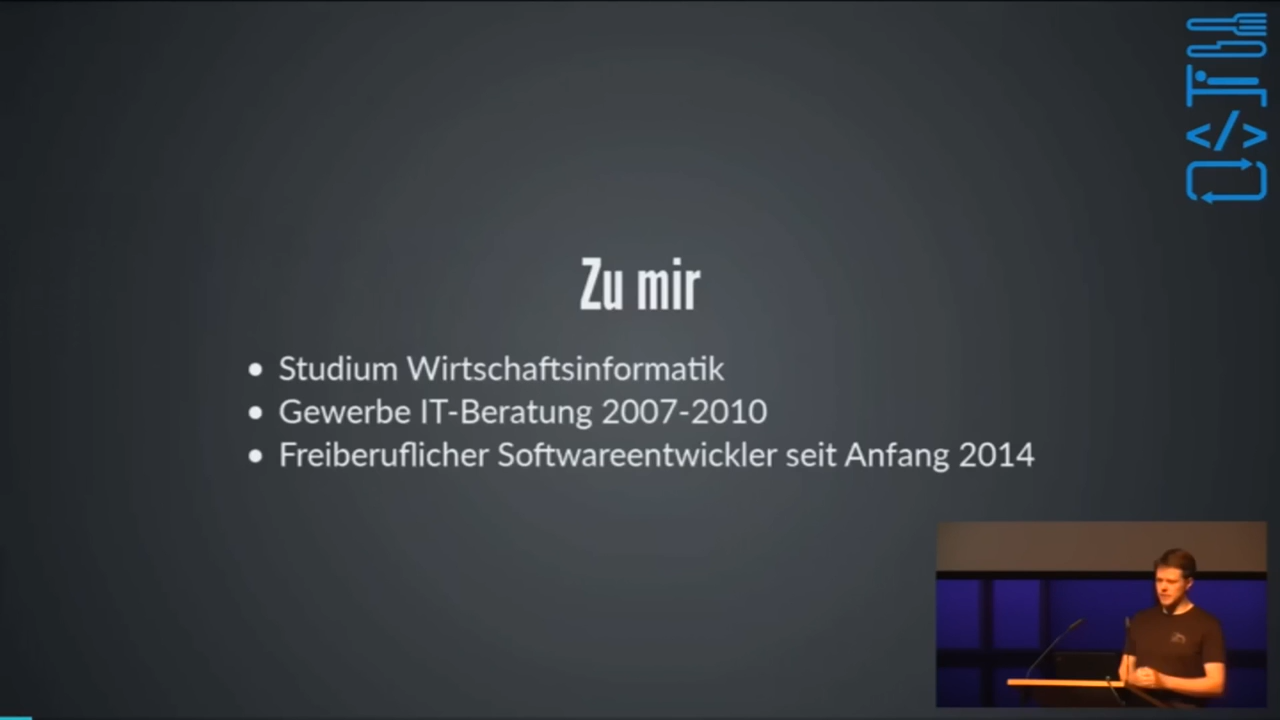 Zu mir
Studium Wirtschaftsinformatik
Gewerbe IT-Beratung 2007-2010
Freiberuflicher Softwareentwickler seit Anfang 2014